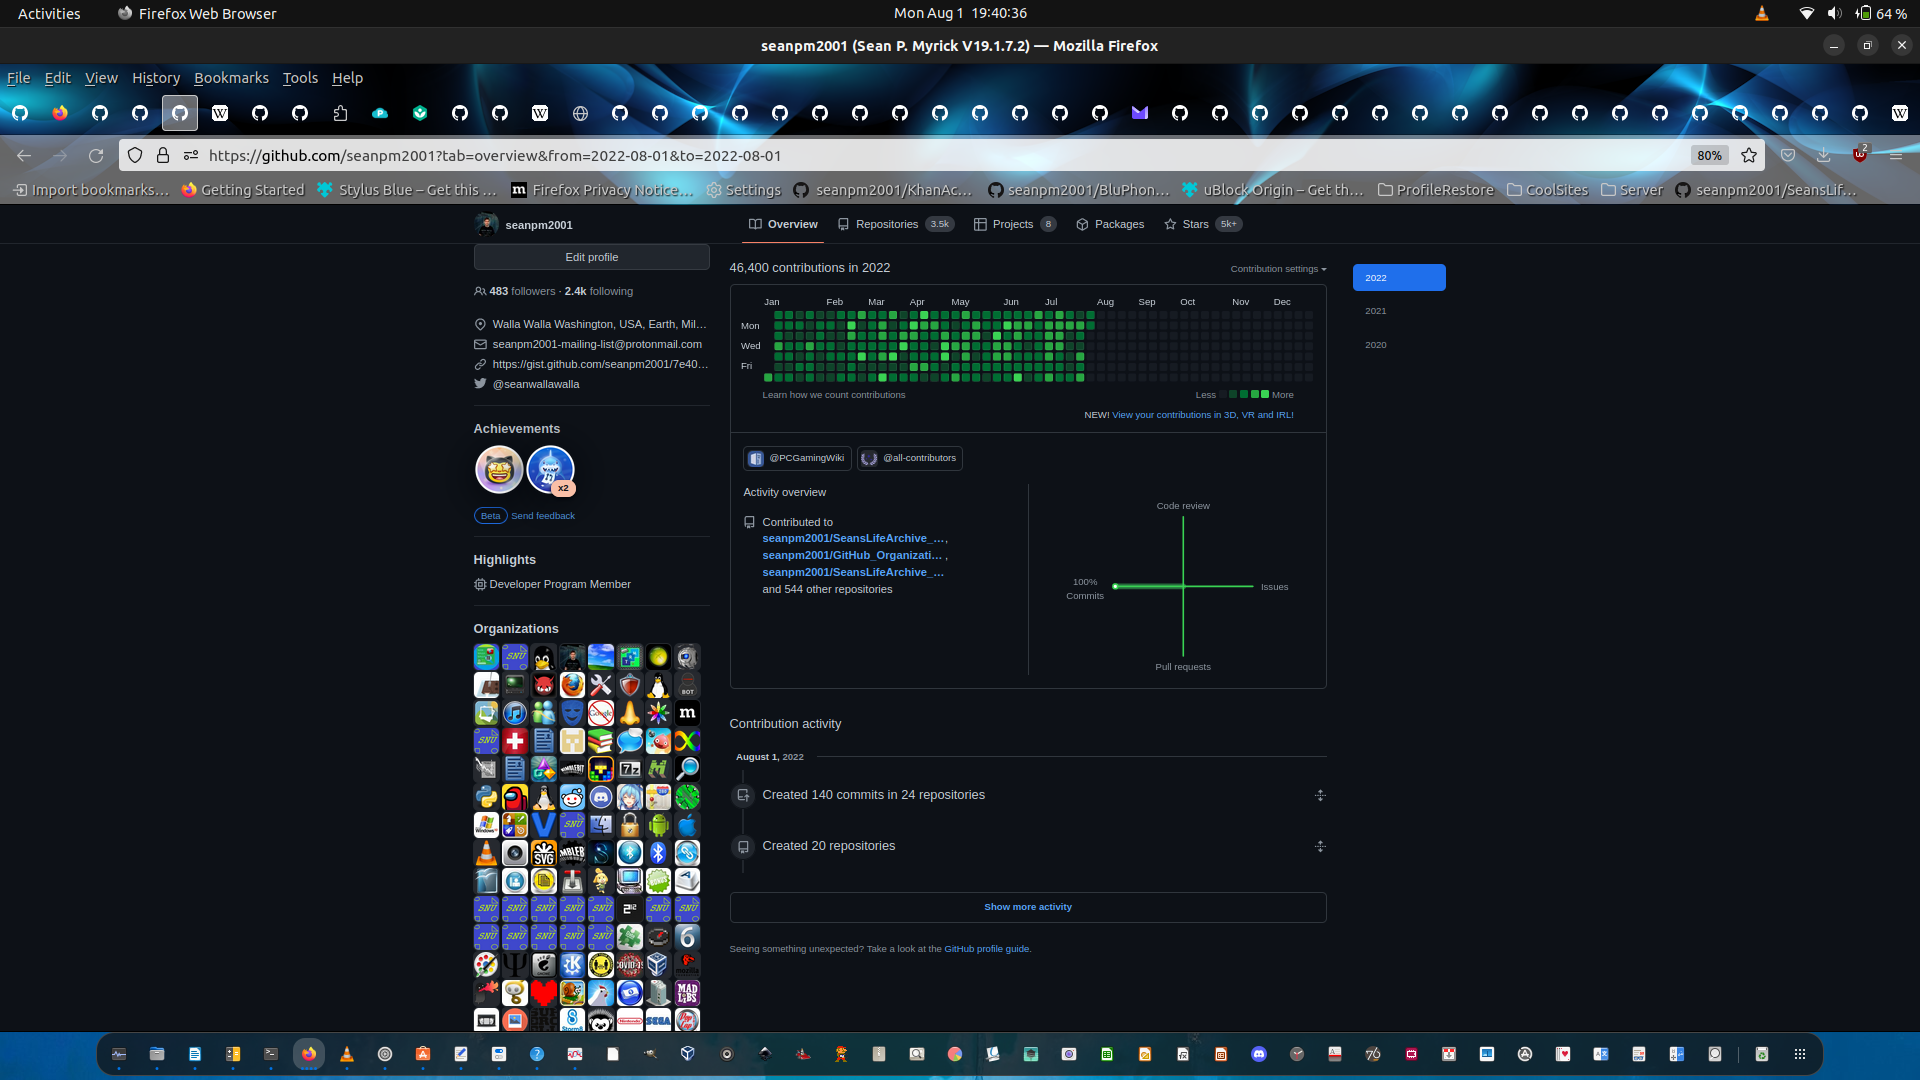 Activities
Firefox Web Browser
Mon Aug 1 19:40:36
64 %
seanpm2001 (Sean P. Myrick V19.1.7.2) — Mozilla Firefox
File Edit View History Bookmarks Tools Help
https://github.com/seanpm2001?tab=overview&from=2022-08-01&to=2022-08-01
80%
2
Import bookmarks…
Getting Started
Stylus Blue – Get this …
Firefox Privacy Notice…
Settings
seanpm2001/KhanAc…
seanpm2001/BluPhon…
uBlock Origin – Get th…
ProfileRestore
CoolSites
Server
seanpm2001/SeansLif…
seanpm2001
Overview
Repositories 3.5k
Projects 8
Packages
Stars 5k+
Edit profile
483 followers · 2.4k following
Walla Walla Washington, USA, Earth, Mil…
seanpm2001-mailing-list@protonmail.com
https://gist.github.com/seanpm2001/7e40…
@seanwallawalla
Achievements
x2
Beta Send feedback
Highlights
Developer Program Member
Organizations
46,400 contributions in 2022
Contribution settings
2022
2021
2020
Jan Feb Mar Apr May Jun Jul Aug Sep Oct Nov Dec
Mon
Wed
Fri
Learn how we count contributions
Less More
NEW! View your contributions in 3D, VR and IRL!
@PCGamingWiki
@all-contributors
Activity overview
Contributed to
seanpm2001/SeansLifeArchive_…,
seanpm2001/GitHub_Organizati… ,
seanpm2001/SeansLifeArchive_…
and 544 other repositories
Code review
100%
Commits
Issues
Pull requests
Contribution activity
August 1, 2022
Created 140 commits in 24 repositories
Created 20 repositories
Show more activity
Seeing something unexpected? Take a look at the GitHub profile guide.